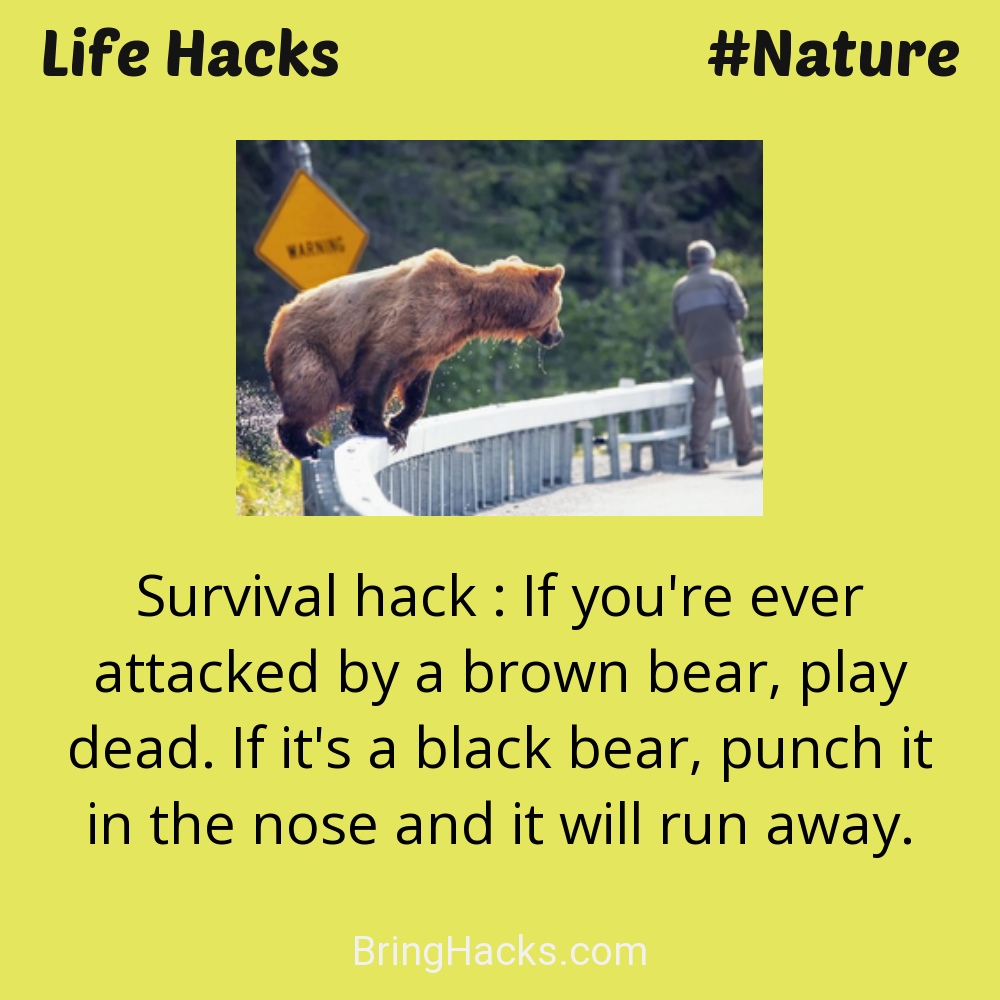 Life Hacks
#Nature
WARNING
Survival hack : If you're ever
attacked by a brown bear, play
dead. If it's a black bear, punch it
in the nose and it will run away.
BringHacks.com